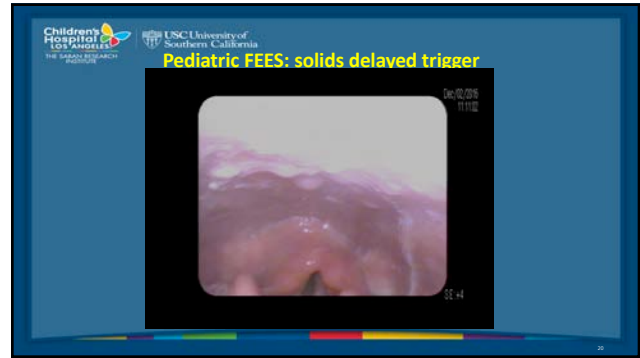 Children's
Hospital
LOS ANGELES
THE SABAN RESEARCH
INSTITUTE
USC University of
Southern California
Pediatric FEES: solids delayed trigger
Dec/02/2016
11:11:02
SE:+4
20